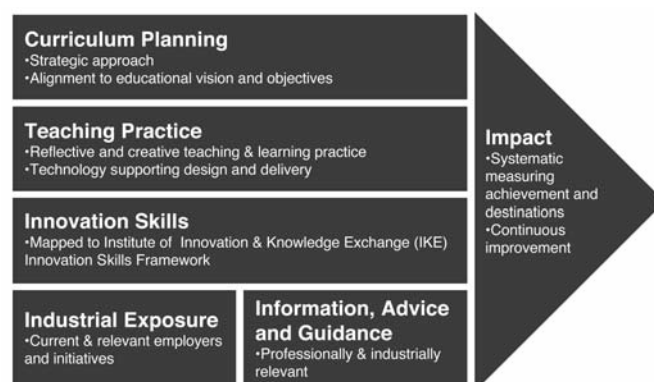 Curriculum Planning
•Strategic approach
•Alignment to educational vision and objectives
Teaching Practice
•Reflective and creative teaching & learning practice
•Technology supporting design and delivery
Innovation Skills
•Mapped to Institute of Innovation & Knowledge Exchange (IKE)
Innovation Skills Framework
Industrial Exposure
•Current & relevant employers
and initiatives
Information, Advice
and Guidance
•Professionally & industrially
relevant
Impact
•Systematic
measuring
achievement and
destinations
•Continuous
improvement